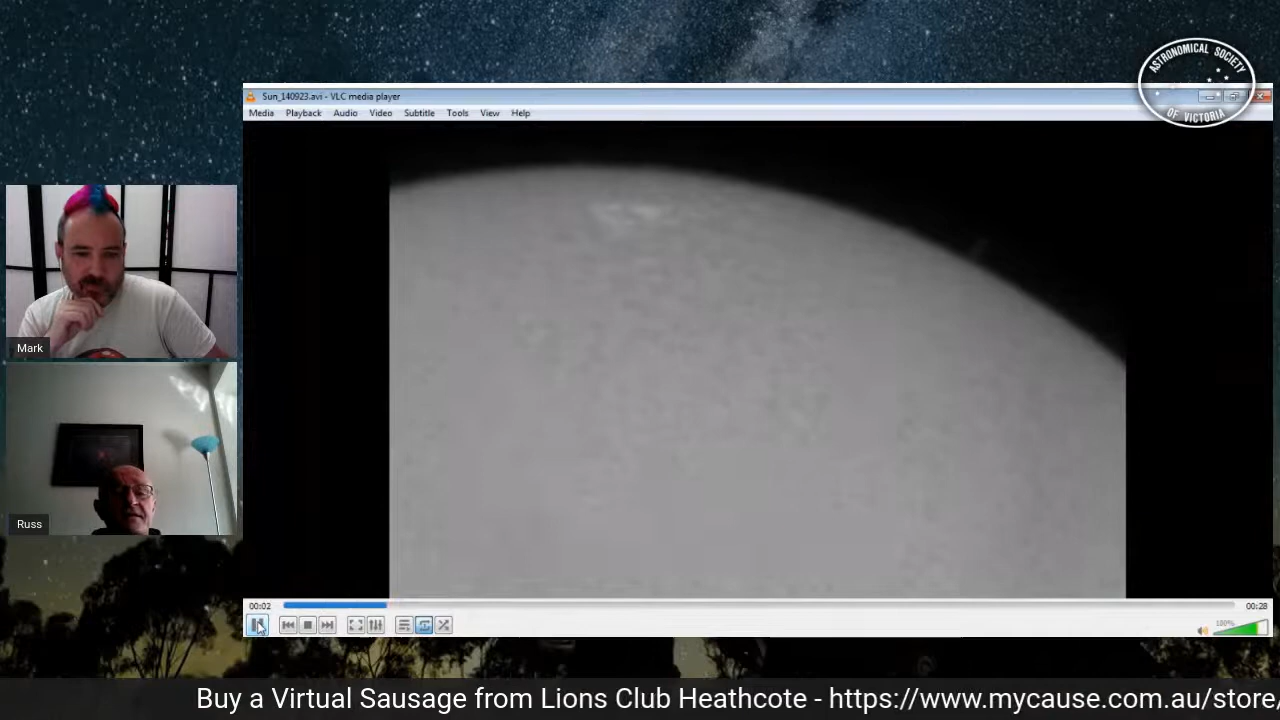 ASTRONOMICAL SOCIETY
OF VICTORIA
Sun_140923.avi - VLC media player
Media Playback Audio Video Subtitle Tools View Help
Mark
Russ
00:02
00:28
100%
Buy a Virtual Sausage from Lions Club Heathcote - https://www.mycause.com.au/store/